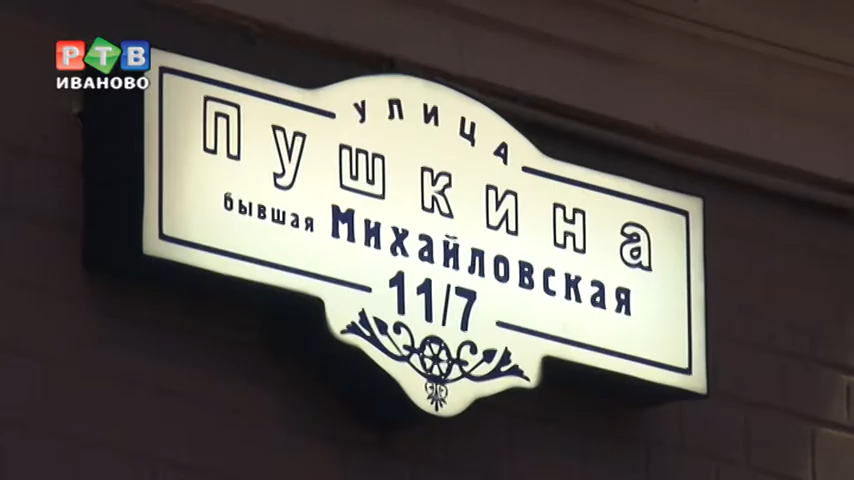 РТВ
ИВАНОВО
улица
Пушкина
бывшая Михайловская
11/7